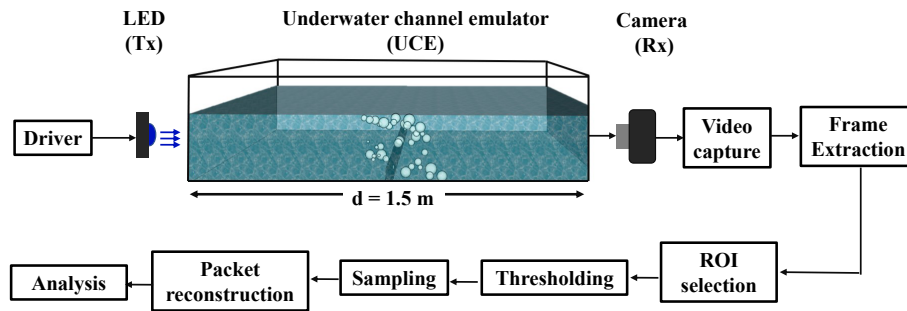 LED
(Tx)
Underwater channel emulator
(UCE)
Camera
(Rx)
Driver
Video
capture
Frame
Extraction
d = 1.5 m
Analysis
Packet
reconstruction
Sampling
Thresholding
ROI
selection